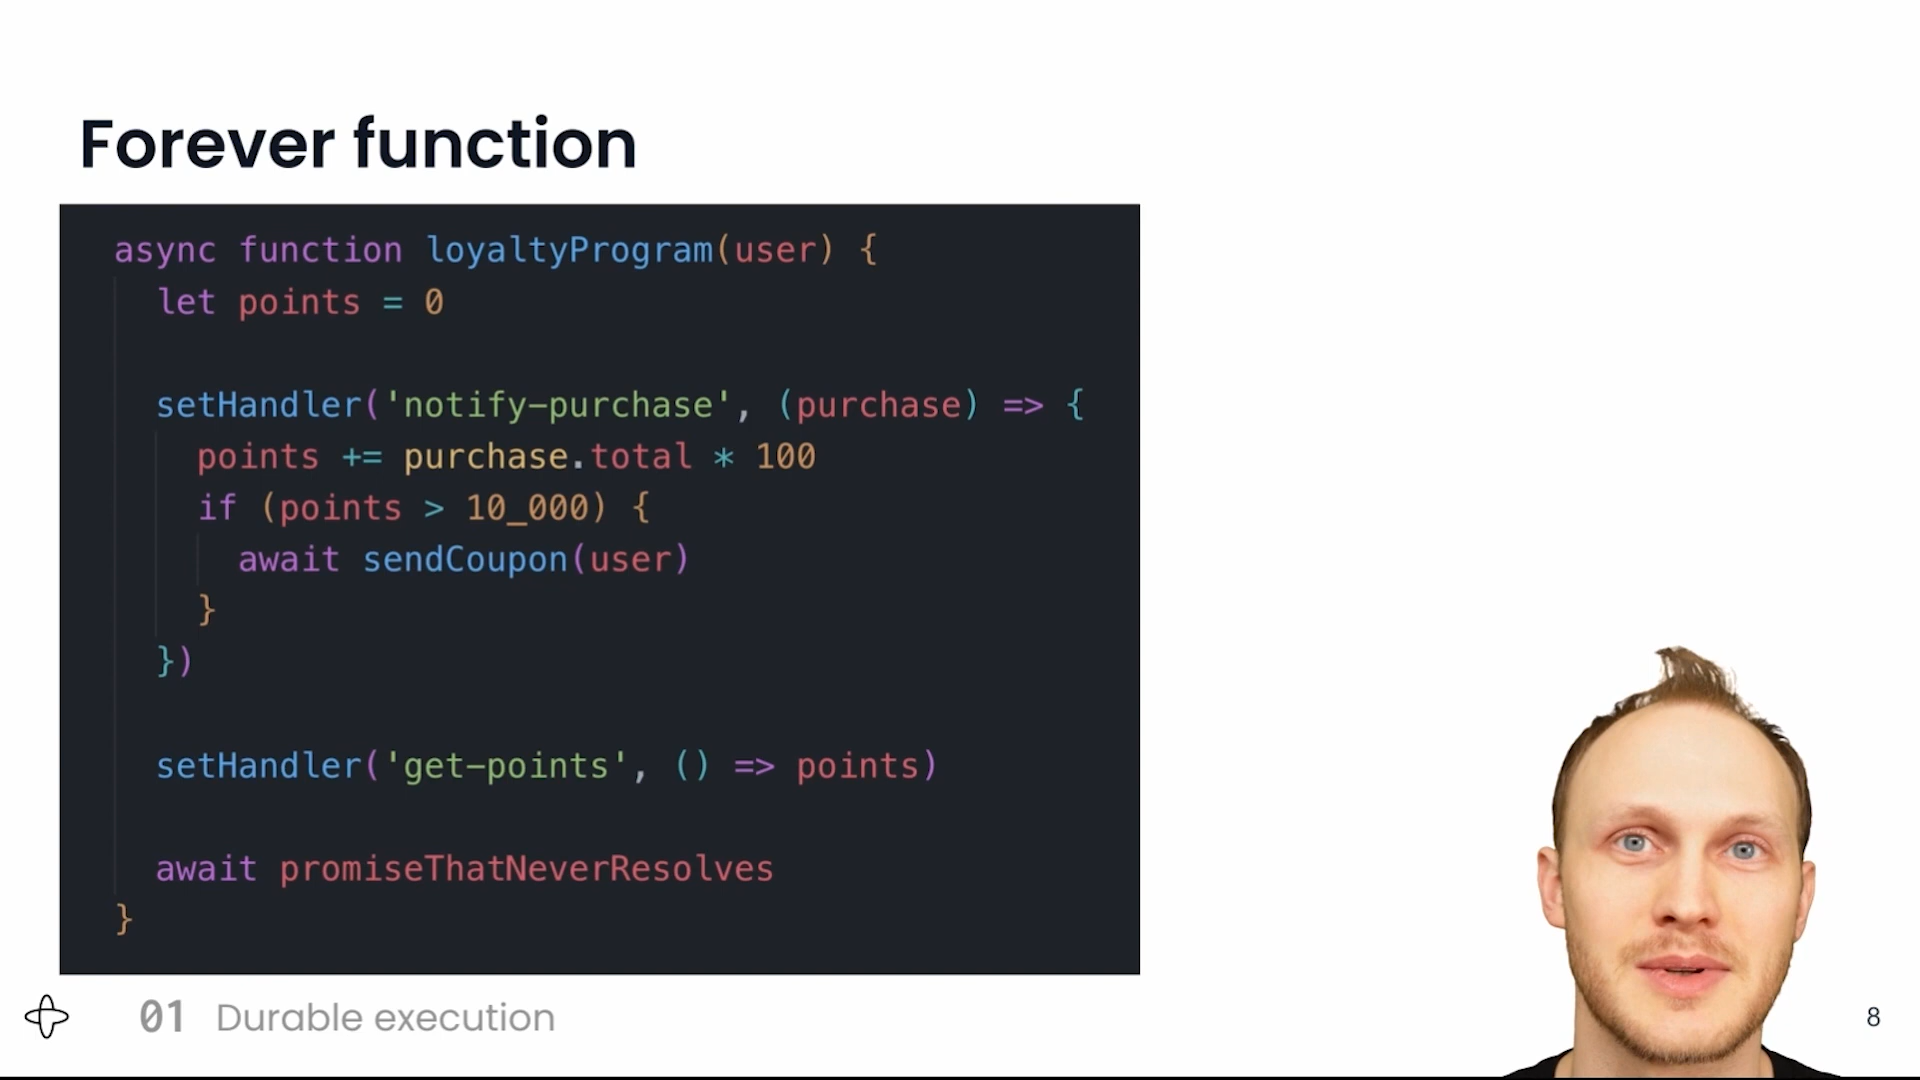 Forever function
async function loyaltyProgram(user) {
let points = 0
setHandler('notify-purchase', (purchase) => {
points += purchase.total * 100
if (points > 10_000) {
await sendCoupon(user)
}
})
setHandler('get-points', () => points)
await promiseThatNeverResolves
}
01 Durable execution
8